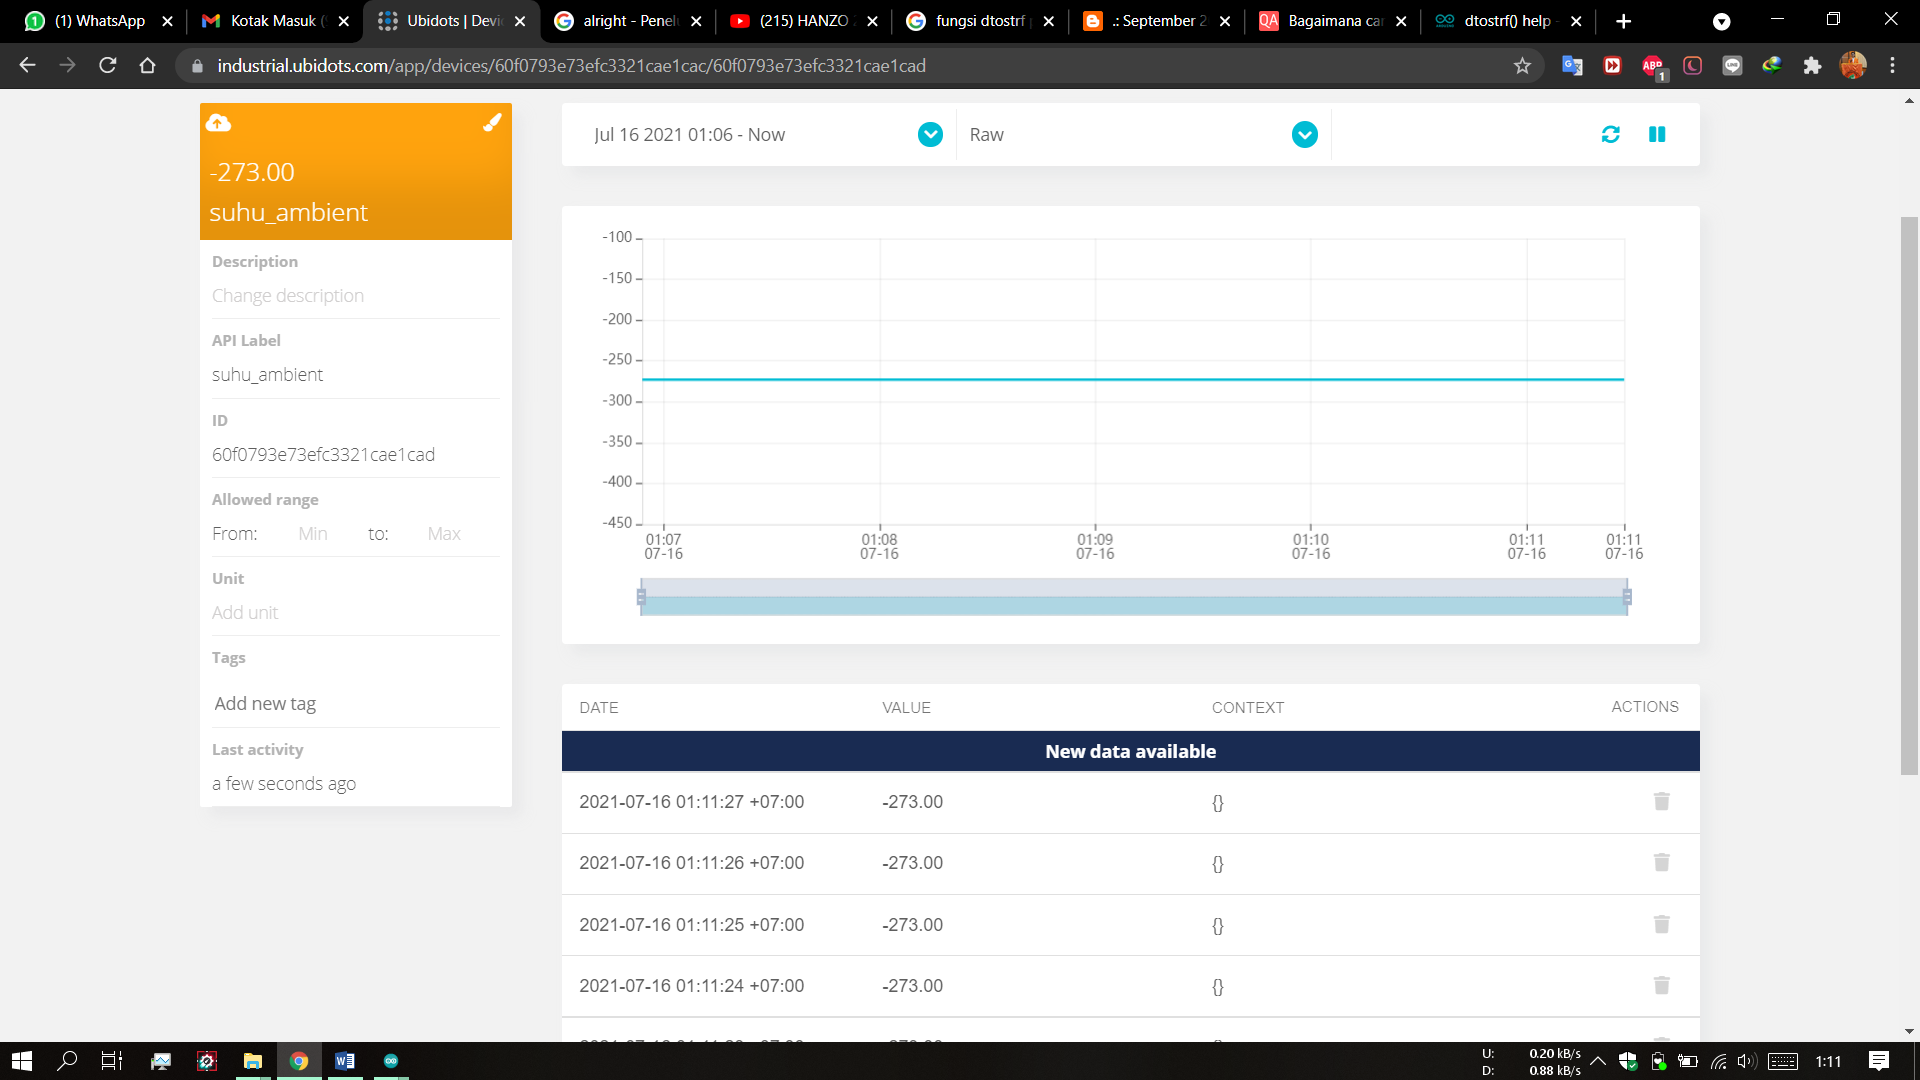 (1) WhatsApp
Kotak Masuk (
Ubidots | Devi
alright - Penel
(215) HANZO
fungsi dtostrf
.: September 2
Bagaimana car
dtostrf() help -
industrial.ubidots.com/app/devices/60f0793e73efc3321cae1cac/60f0793e73efc3321cae1cad
ABP
1
LINE
-273.00
suhu_ambient
Description
Change description
API Label
suhu_ambient
ID
60f0793e73efc3321cae1cad
Allowed range
From: Min to: Max
Unit
Add unit
Tags
Add new tag
Last activity
a few seconds ago
Jul 16 2021 01:06 - Now
Raw
-100
-150
-200
-250
-300
-350
-400
-450
01:07 01:08 01:09 01:10 01:11 01:11
07-16 07-16 07-16 07-16 07-16 07-16
DATE VALUE CONTEXT ACTIONS
New data available
2021-07-16 01:11:27 +07:00 -273.00 {}
2021-07-16 01:11:26 +07:00 -273.00 {}
2021-07-16 01:11:25 +07:00 -273.00 {}
2021-07-16 01:11:24 +07:00 -273.00 {}
U: 0.20 kB/s
D: 0.88 kB/s
1:11